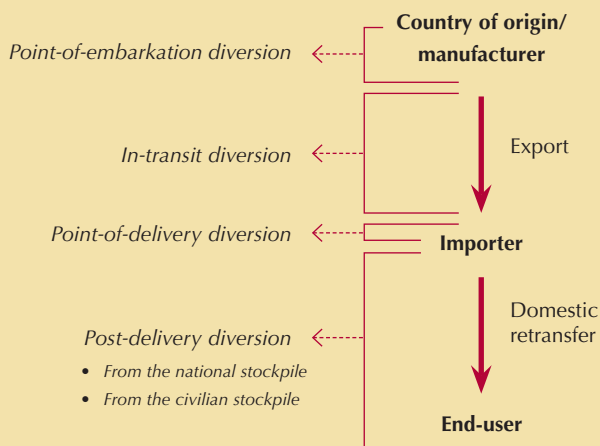 Country of origin/
manufacturer
Point-of-embarkation diversion
Export
In-transit diversion
Point-of-delivery diversion
Importer
Domestic
retransfer
Post-delivery diversion
• From the national stockpile
• From the civilian stockpile
End-user